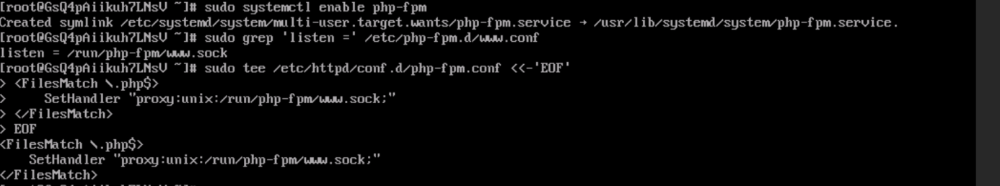 [root@GsQ4pAiikuh7LNsV ~]# sudo systemctl enable php-fpm
Created symlink /etc/systemd/system/multi-user.target.wants/php-fpm.service → /usr/lib/systemd/system/php-fpm.service.
[root@GsQ4pAiikuh7LNsV ~]# sudo grep 'listen =' /etc/php-fpm.d/www.conf
listen = /run/php-fpm/www.sock
[root@GsQ4pAiikuh7LNsV ~]# sudo tee /etc/httpd/conf.d/php-fpm.conf <<-'EOF'
> <FilesMatch \.php$>
>     SetHandler "proxy:unix:/run/php-fpm/www.sock;"
> </FilesMatch>
> EOF
<FilesMatch \.php$>
    SetHandler "proxy:unix:/run/php-fpm/www.sock;"
</FilesMatch>